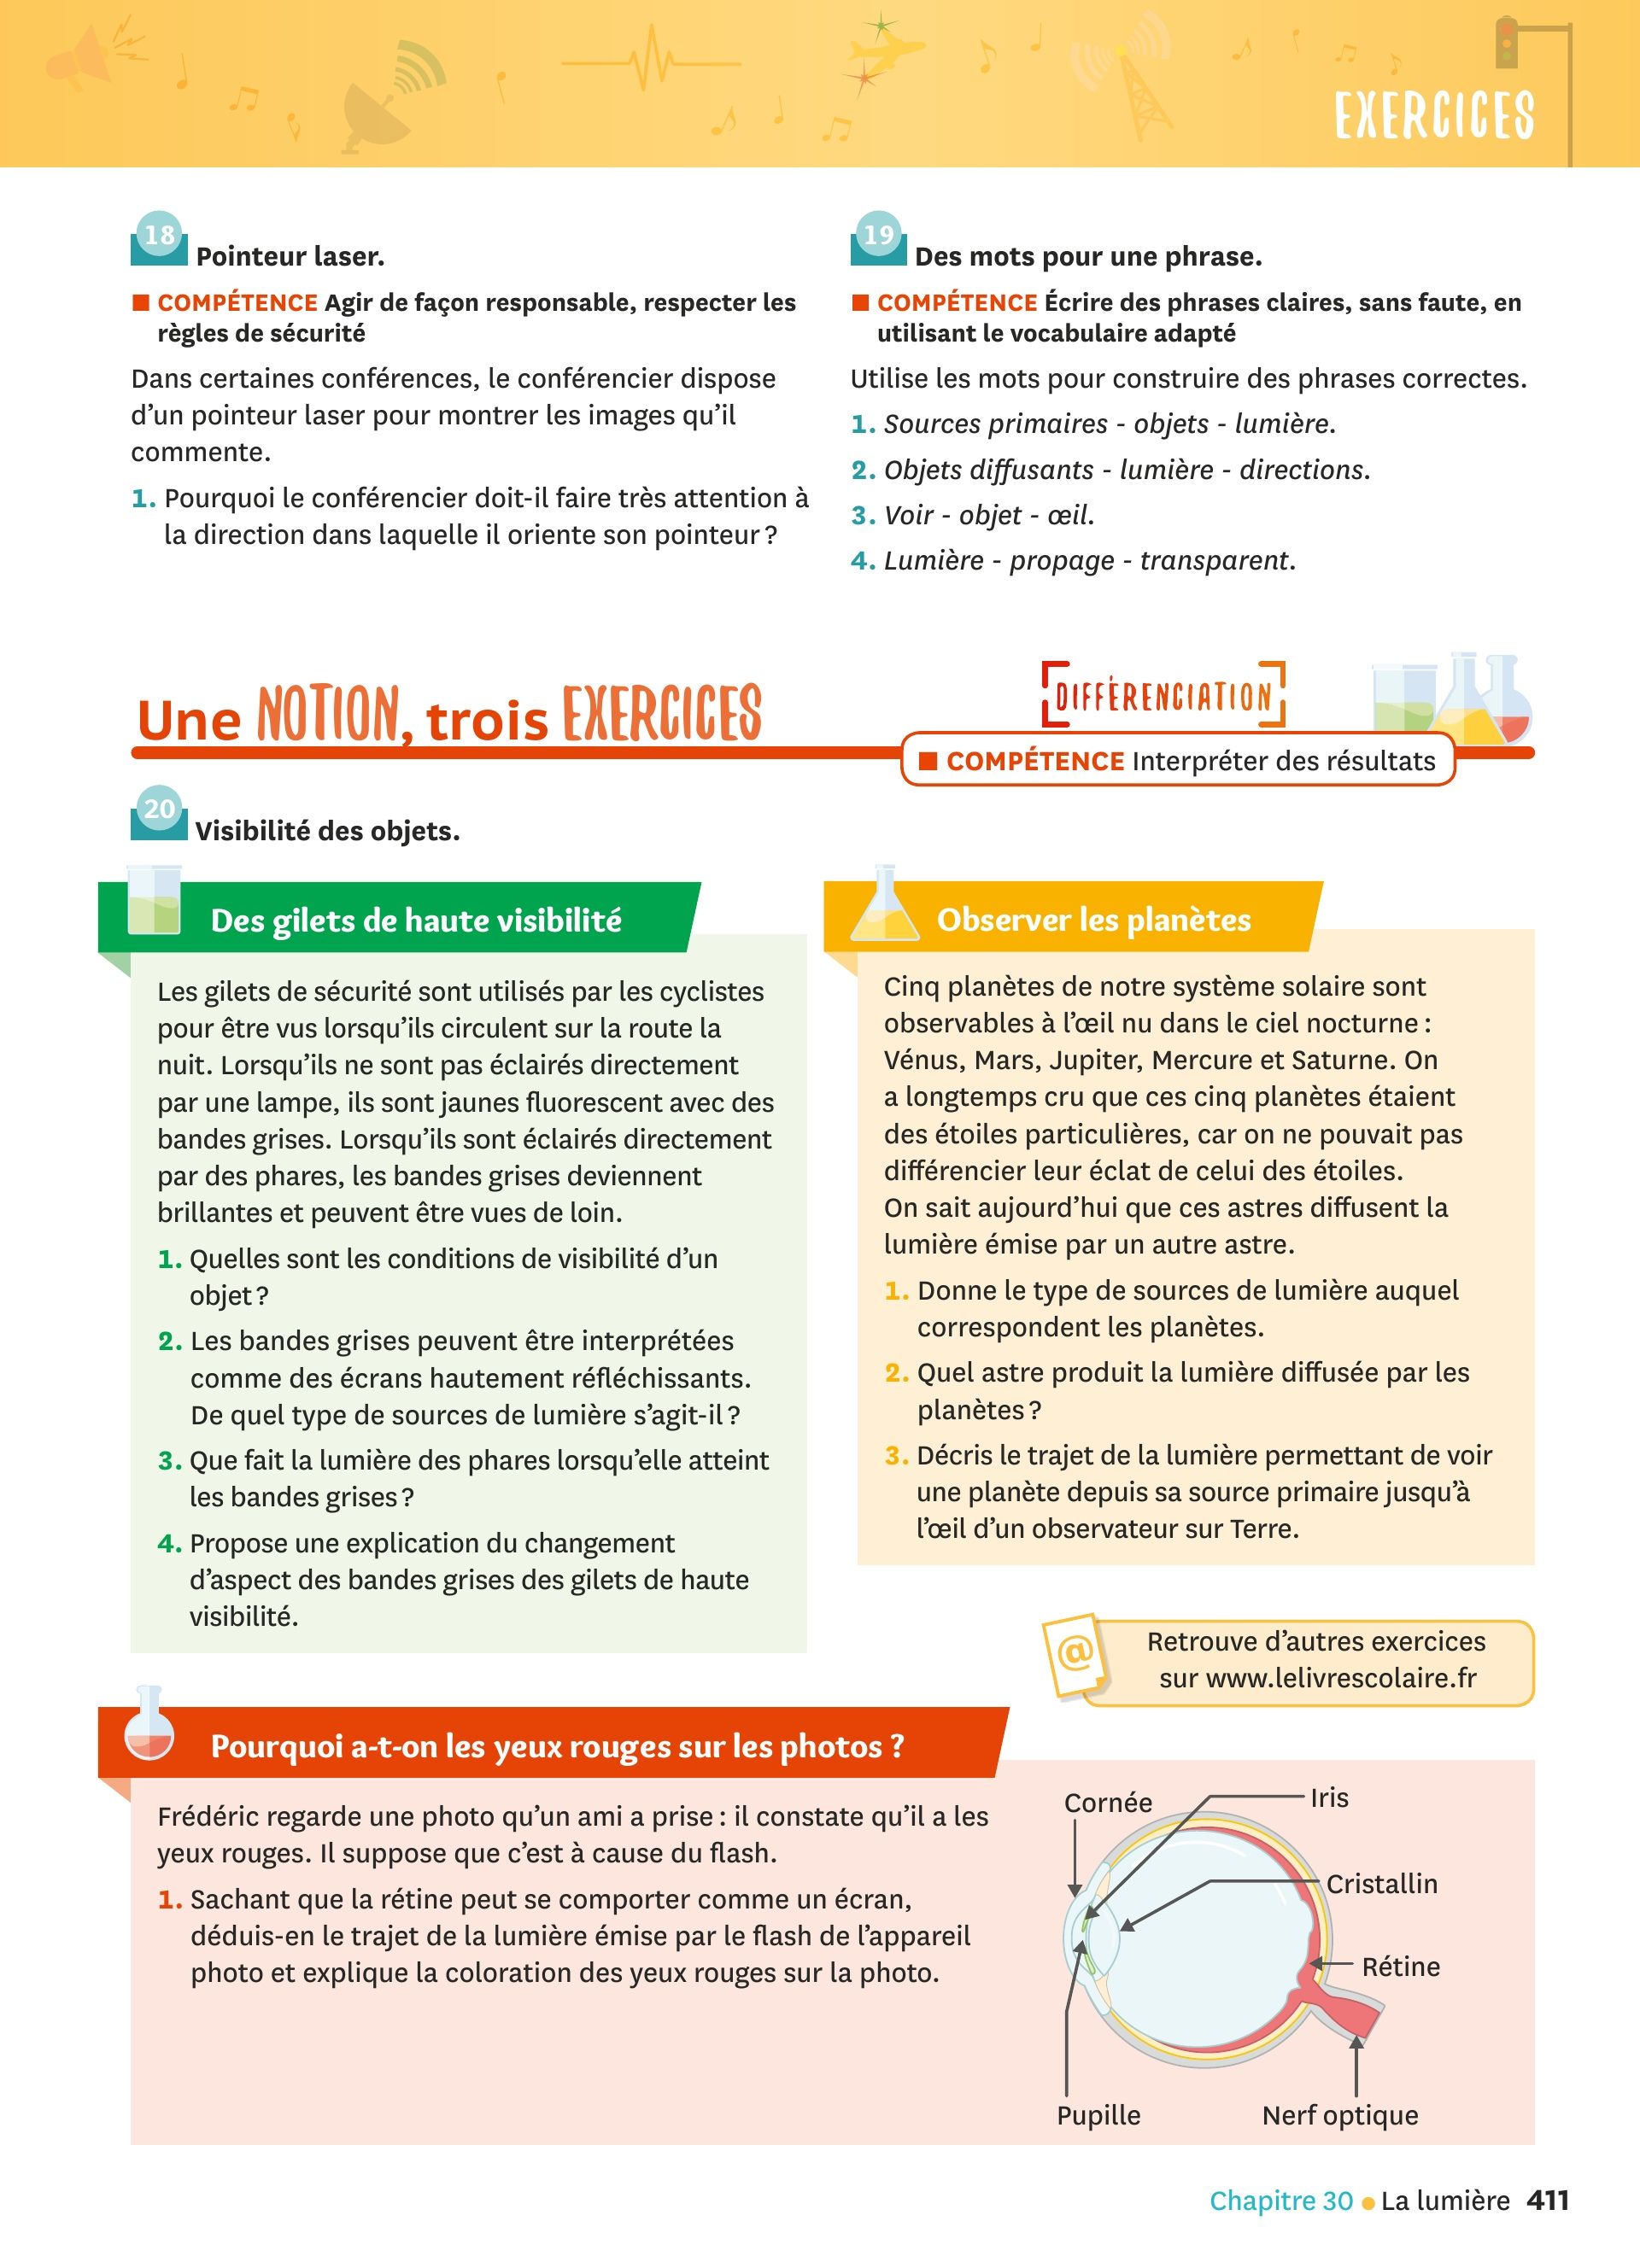 EXERCICES
18 Pointeur laser.
■ COMPÉTENCE Agir de façon responsable, respecter les
règles de sécurité
Dans certaines conférences, le conférencier dispose
d’un pointeur laser pour montrer les images qu’il
commente.
1. Pourquoi le conférencier doit-il faire très attention à
la direction dans laquelle il oriente son pointeur ?
19 Des mots pour une phrase.
■ COMPÉTENCE Écrire des phrases claires, sans faute, en
utilisant le vocabulaire adapté
Utilise les mots pour construire des phrases correctes.
1. Sources primaires - objets - lumière.
2. Objets diffusants - lumière - directions.
3. Voir - objet - œil.
4. Lumière - propage - transparent.
Une NOTION, trois EXERCICES
DIFFÉRENCIATION
■ COMPÉTENCE Interpréter des résultats
20 Visibilité des objets.
Des gilets de haute visibilité
Les gilets de sécurité sont utilisés par les cyclistes
pour être vus lorsqu’ils circulent sur la route la
nuit. Lorsqu’ils ne sont pas éclairés directement
par une lampe, ils sont jaunes fluorescent avec des
bandes grises. Lorsqu’ils sont éclairés directement
par des phares, les bandes grises deviennent
brillantes et peuvent être vues de loin.
1. Quelles sont les conditions de visibilité d’un
objet ?
2. Les bandes grises peuvent être interprétées
comme des écrans hautement réfléchissants.
De quel type de sources de lumière s’agit-il ?
3. Que fait la lumière des phares lorsqu’elle atteint
les bandes grises ?
4. Propose une explication du changement
d’aspect des bandes grises des gilets de haute
visibilité.
Observer les planètes
Cinq planètes de notre système solaire sont
observables à l’œil nu dans le ciel nocturne :
Vénus, Mars, Jupiter, Mercure et Saturne. On
a longtemps cru que ces cinq planètes étaient
des étoiles particulières, car on ne pouvait pas
différencier leur éclat de celui des étoiles.
On sait aujourd’hui que ces astres diffusent la
lumière émise par un autre astre.
1. Donne le type de sources de lumière auquel
correspondent les planètes.
2. Quel astre produit la lumière diffusée par les
planètes ?
3. Décris le trajet de la lumière permettant de voir
une planète depuis sa source primaire jusqu’à
l’œil d’un observateur sur Terre.
@
Retrouve d’autres exercices
sur www.lelivrescolaire.fr
Pourquoi a-t-on les yeux rouges sur les photos ?
Frédéric regarde une photo qu’un ami a prise : il constate qu’il a les
yeux rouges. Il suppose que c’est à cause du flash.
1. Sachant que la rétine peut se comporter comme un écran,
déduis-en le trajet de la lumière émise par le flash de l’appareil
photo et explique la coloration des yeux rouges sur la photo.
Cornée
Iris
Cristallin
Rétine
Pupille
Nerf optique
Chapitre 30 • La lumière 411